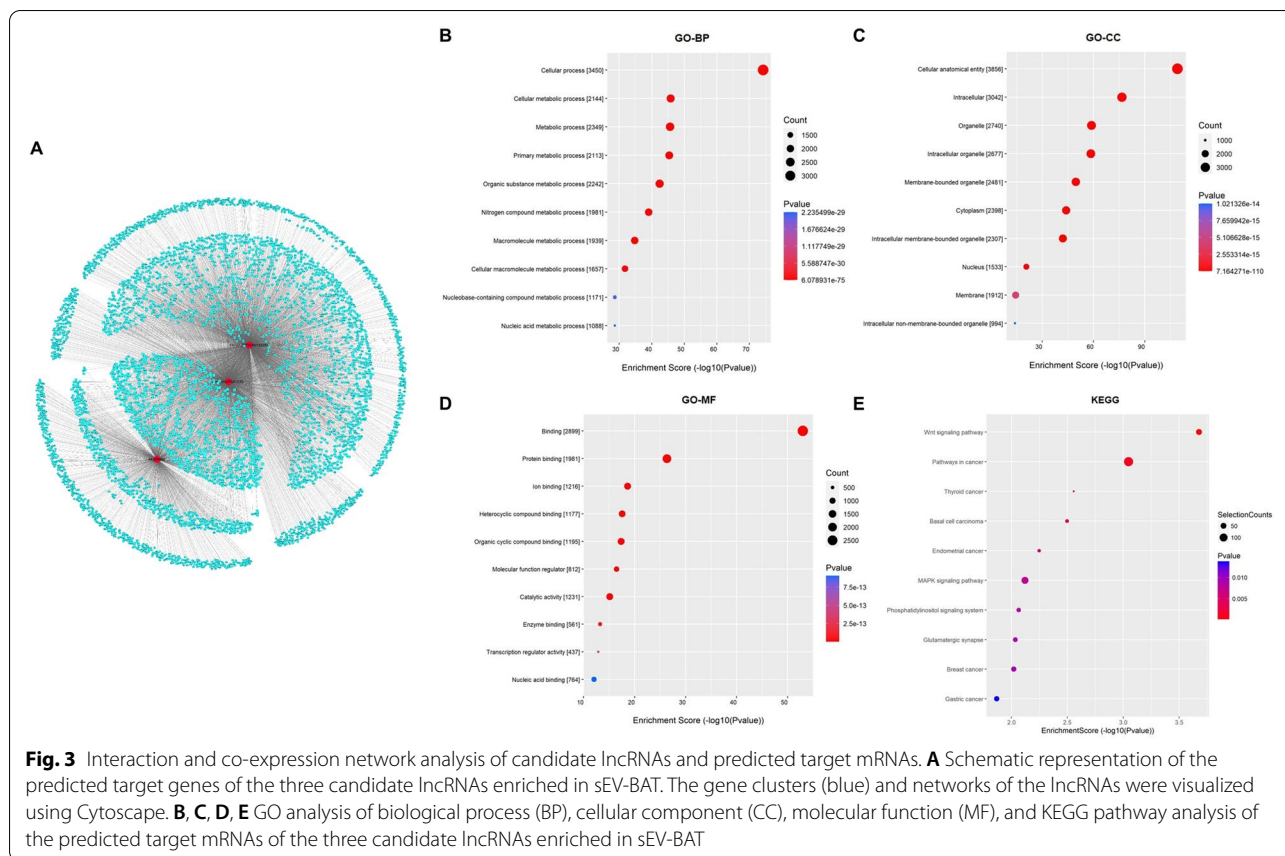 A
B
GO-BP
Cellular process [3450]
Cellular metabolic process [2144]
Metabolic process [2349]
Primary metabolic process [2113]
Organic substance metabolic process [2242]
Nitrogen compound metabolic process [1981]
Macromolecule metabolic process [1939]
Cellular macromolecule metabolic process [1657]
Nucleobase-containing compound metabolic process [1171]
Nucleic acid metabolic process [1088]
29 40 50 60 70
Enrichment Score (-log10(Pvalue))
Count
1500
2000
2500
3000
Pvalue
2.235499e-29
1.676624e-29
1.117749e-29
5.588747e-30
6.078931e-75
C
GO-CC
Cellular anatomical entity [3856]
Intracellular [3042]
Organelle [2740]
Intracellular organelle [2677]
Membrane-bounded organelle [2481]
Cytoplasm [2398]
Intracellular membrane-bounded organelle [2307]
Nucleus [1533]
Membrane [1912]
Intracellular non-membrane-bounded organelle [994]
30 60 90
Enrichment Score (-log10(Pvalue))
Count
1000
2000
3000
Pvalue
1.021326e-14
7.659942e-15
5.106628e-15
2.553314e-15
7.164271e-110
D
GO-MF
Binding [2899]
Protein binding [1981]
Ion binding [1216]
Heterocyclic compound binding [1177]
Organic cyclic compound binding [1195]
Molecular function regulator [812]
Catalytic activity [1231]
Enzyme binding [561]
Transcription regulator activity [437]
Nucleic acid binding [764]
10 20 30 40 50
Enrichment Score (-log10(Pvalue))
Count
500
1000
1500
2000
2500
Pvalue
7.5e-13
5.0e-13
2.5e-13
E
KEGG
Wnt signaling pathway
Pathways in cancer
Thyroid cancer
Basal cell carcinoma
Endometrial cancer
MAPK signaling pathway
Phosphatidylinositol signaling system
Glutamatergic synapse
Breast cancer
Gastric cancer
2.0 2.5 3.0 3.5
EnrichmentScore (-log10(Pvalue))
SelectionCounts
50
100
Pvalue
0.010
0.005
Fig. 3 Interaction and co-expression network analysis of candidate lncRNAs and predicted target mRNAs. A Schematic representation of the
predicted target genes of the three candidate lncRNAs enriched in sEV-BAT. The gene clusters (blue) and networks of the lncRNAs were visualized
using Cytoscape. B, C, D, E GO analysis of biological process (BP), cellular component (CC), molecular function (MF), and KEGG pathway analysis of
the predicted target mRNAs of the three candidate lncRNAs enriched in sEV-BAT